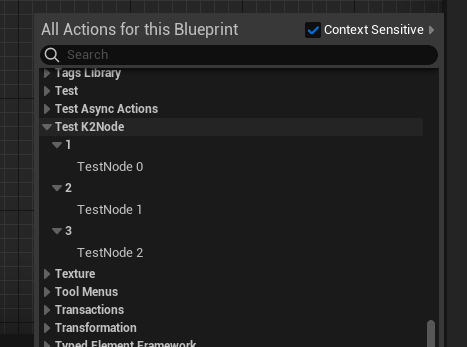 All Actions for this Blueprint
Context Sensitive
Search
Tags Library
Test
Test Async Actions
Test K2Node
1
TestNode 0
2
TestNode 1
3
TestNode 2
Texture
Tool Menus
Transactions
Transformation
Typed Element Framework